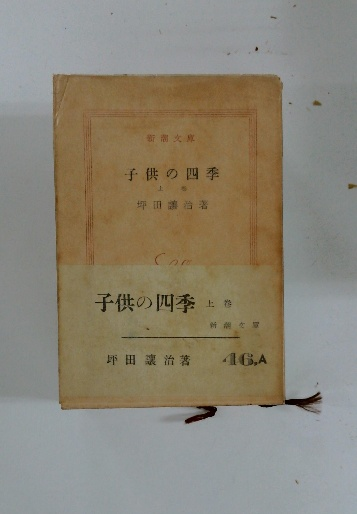 新潮文庫
子供の四季
上巻
坪田譲治著
子供の四季 上巻
新潮文庫
坪田譲治著 46,A